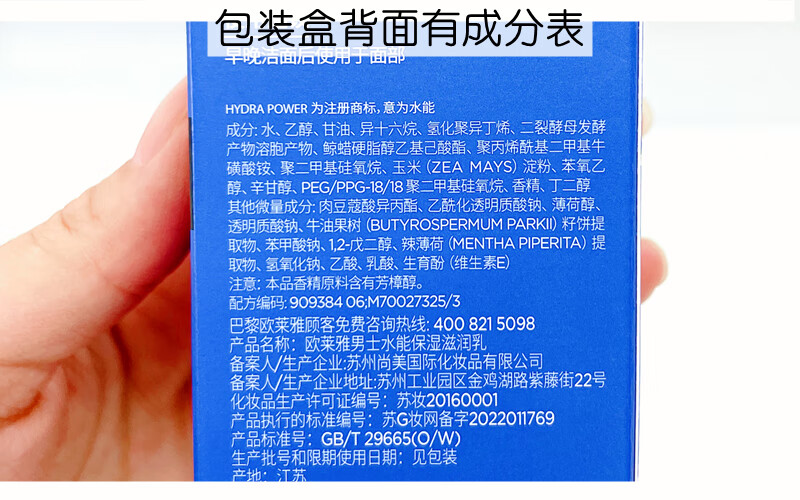 包装盒背面有成分表
早晚洁面后使用于面部
HYDRA POWER 为注册商标，意为水能
成分: 水、乙醇、甘油、异十六烷、氢化聚异丁烯、二裂酵母发酵
产物溶胞产物、鲸蜡硬脂醇乙基己酸酯、聚丙烯酰基二甲基牛
磺酸铵、聚二甲基硅氧烷、玉米 (ZEA MAYS) 淀粉、苯氧乙
醇、辛甘醇、PEG/PPG-18/18 聚二甲基硅氧烷、香精、丁二醇
其他微量成分: 肉豆蔻酸异丙酯、乙酰化透明质酸钠、薄荷醇、
透明质酸钠、牛油果树 (BUTYROSPERMUM PARKII) 籽饼提
取物、苯甲酸钠、1,2-戊二醇、辣薄荷 (MENTHA PIPERITA) 提
取物、氢氧化钠、乙酸、乳酸、生育酚 (维生素E)
注意: 本品香精原料含有芳樟醇。
配方编码: 909384 06;M70027325/3
巴黎欧莱雅顾客免费咨询热线: 400 821 5098
产品名称: 欧莱雅男士水能保湿滋润乳
备案人/生产企业:苏州尚美国际化妆品有限公司
备案人/生产企业地址:苏州工业园区金鸡湖路紫藤街22号
化妆品生产许可证编号: 苏妆20160001
产品执行的标准编号: 苏G妆网备字2022011769
产品标准号: GB/T 29665(O/W)
生产批号和限期使用日期: 见包装
产地: 江苏